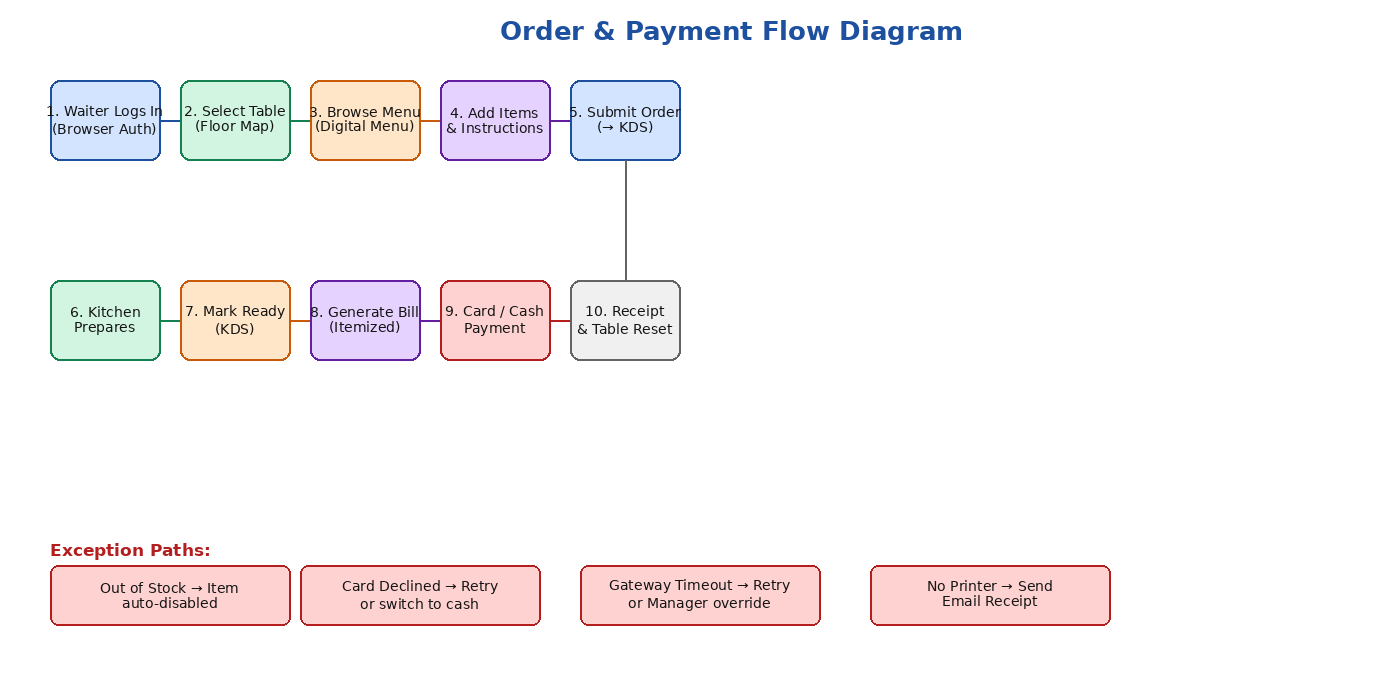 Order & Payment Flow Diagram
1. Waiter Logs In
(Browser Auth)
2. Select Table
(Floor Map)
3. Browse Menu
(Digital Menu)
4. Add Items
& Instructions
5. Submit Order
(→ KDS)
6. Kitchen
Prepares
7. Mark Ready
(KDS)
8. Generate Bill
(Itemized)
9. Card / Cash
Payment
10. Receipt
& Table Reset
Exception Paths:
Out of Stock → Item
auto-disabled
Card Declined → Retry
or switch to cash
Gateway Timeout → Retry
or Manager override
No Printer → Send
Email Receipt